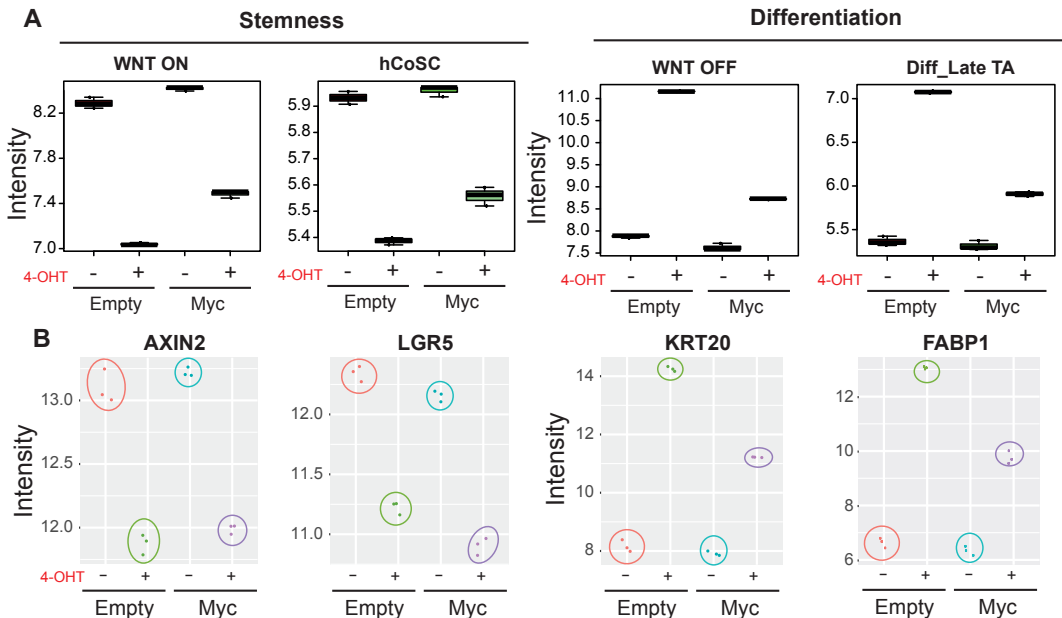 A
Stemness
Differentiation
WNT ON
hCoSC
WNT OFF
Diff_Late TA
Intensity
8.2
7.8
7.4
7.0
5.9
5.8
5.7
5.6
5.5
5.4
Intensity
11.0
10.5
10.0
9.5
9.0
8.5
8.0
7.5
7.0
6.5
6.0
5.5
4-OHT - + - +
Empty Myc
- + - +
Empty Myc
4-OHT - + - +
Empty Myc
4-OHT - + - +
Empty Myc
B
AXIN2
LGR5
KRT20
FABP1
Intensity
13.0
12.5
12.0
12.0
11.0
Intensity
14
12
10
8
12
10
8
6
4-OHT - + - +
Empty Myc
- + - +
Empty Myc
- + - +
Empty Myc
- + - +
Empty Myc